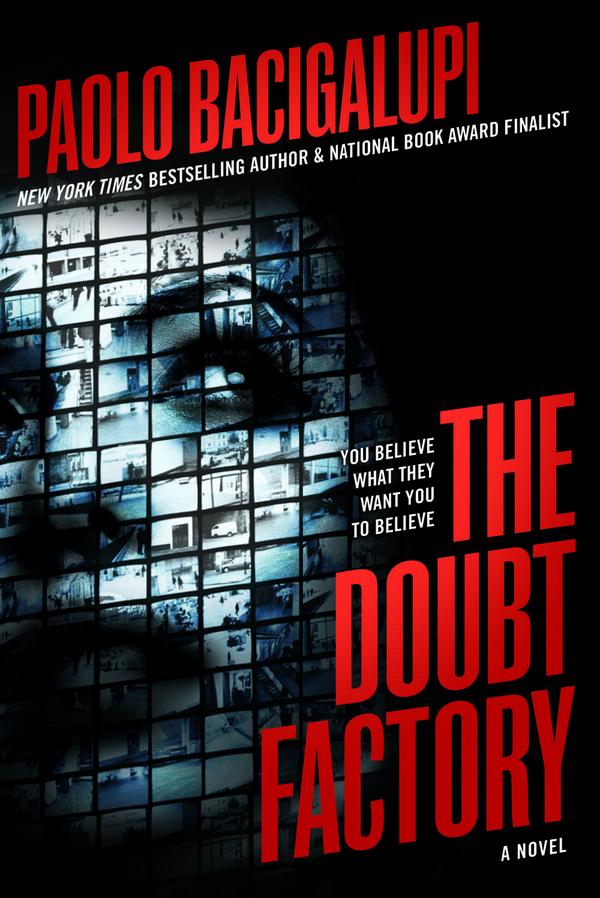 PAOLO BACIGALUPI
NEW YORK TIMES BESTSELLING AUTHOR & NATIONAL BOOK AWARD FINALIST
YOU BELIEVE
WHAT THEY
WANT YOU
TO BELIEVE
THE
DOUBT
FACTORY
A NOVEL